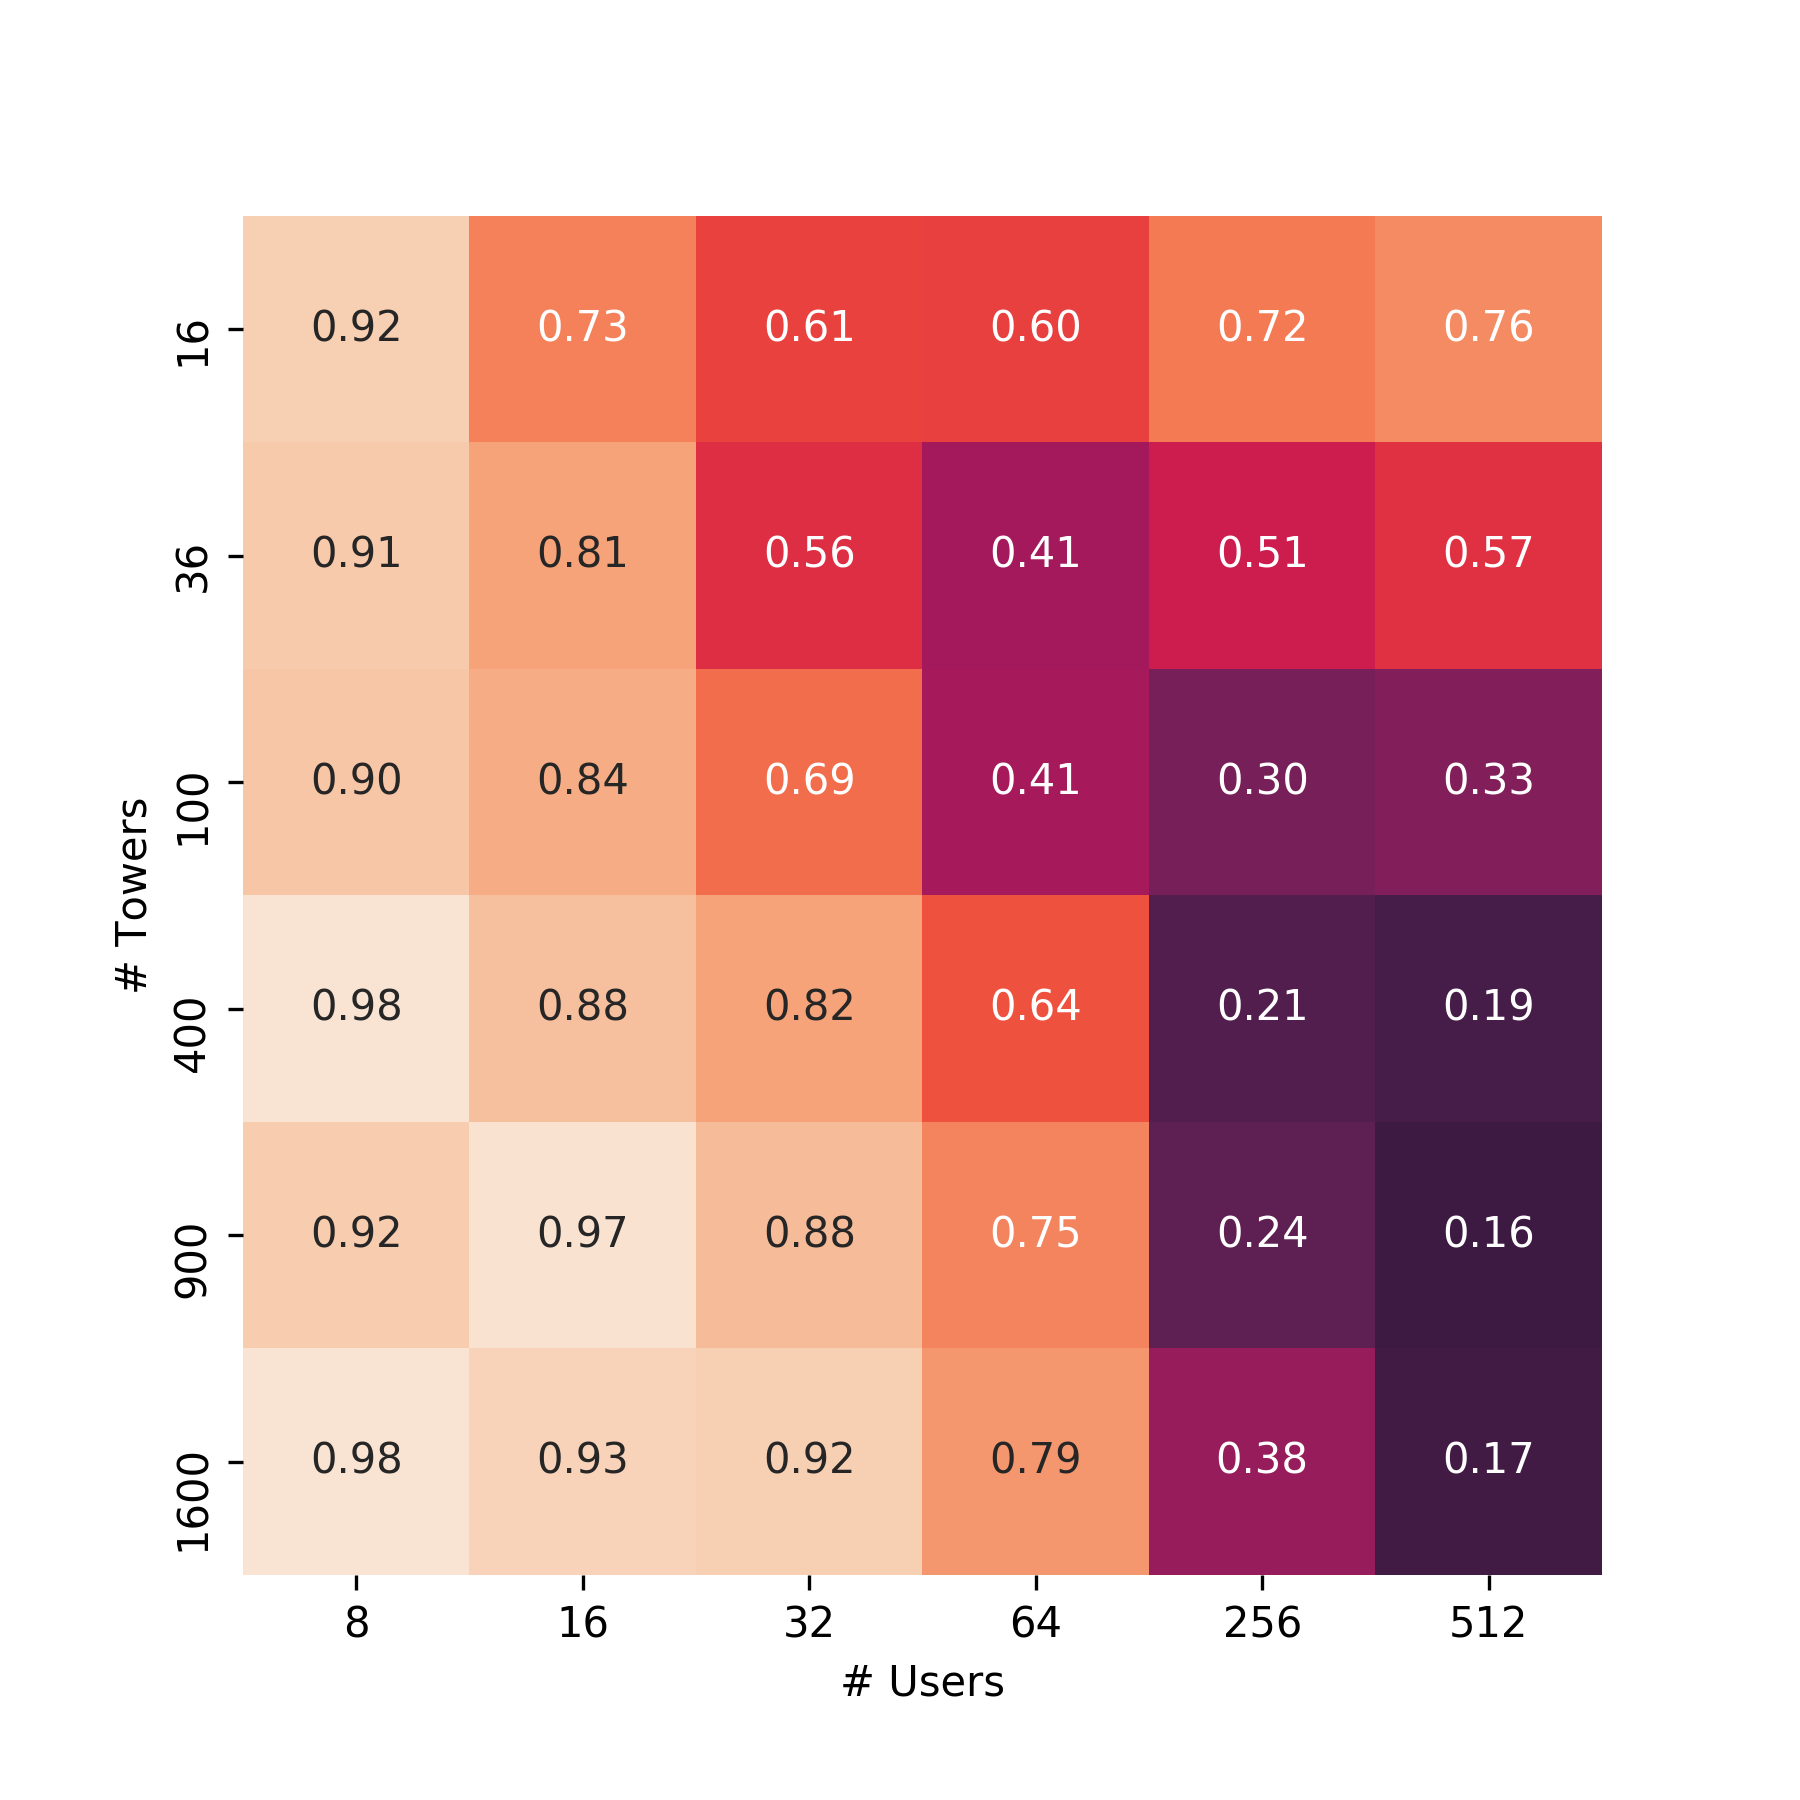 16 0.92 0.73 0.61 0.60 0.72 0.76
36 0.91 0.81 0.56 0.41 0.51 0.57
100 0.90 0.84 0.69 0.41 0.30 0.33
# Towers
400 0.98 0.88 0.82 0.64 0.21 0.19
900 0.92 0.97 0.88 0.75 0.24 0.16
1600 0.98 0.93 0.92 0.79 0.38 0.17
8 16 32 64 256 512
# Users